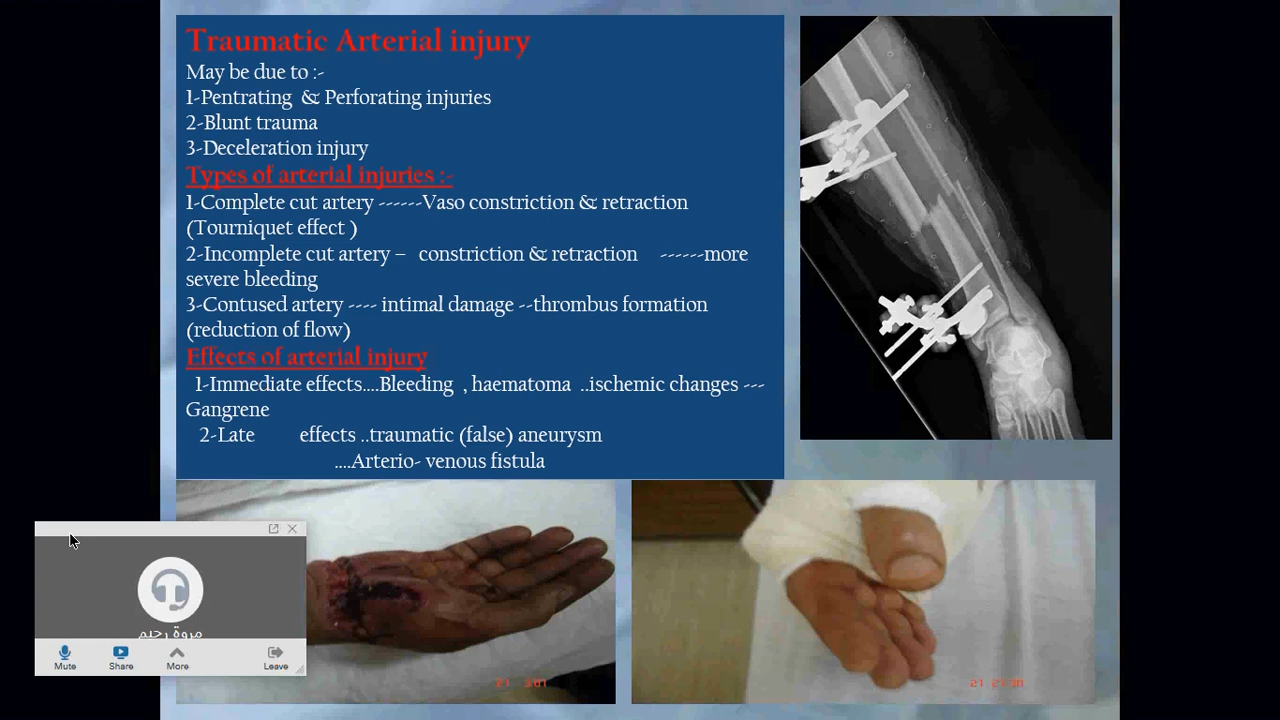 Traumatic Arterial injury
May be due to :-
1-Pentrating & Perforating injuries
2-Blunt trauma
3-Deceleration injury
Types of arterial injuries :-
1-Complete cut artery ------Vaso constriction & retraction
(Tourniquet effect )
2-Incomplete cut artery – constriction & retraction ------more
severe bleeding
3-Contused artery ---- intimal damage --thrombus formation
(reduction of flow)
Effects of arterial injury
1-Immediate effects....Bleeding , haematoma ..ischemic changes ---
Gangrene
2-Late effects ..traumatic (false) aneurysm
....Arterio- venous fistula
مروة رحيم
Mute Share More Leave